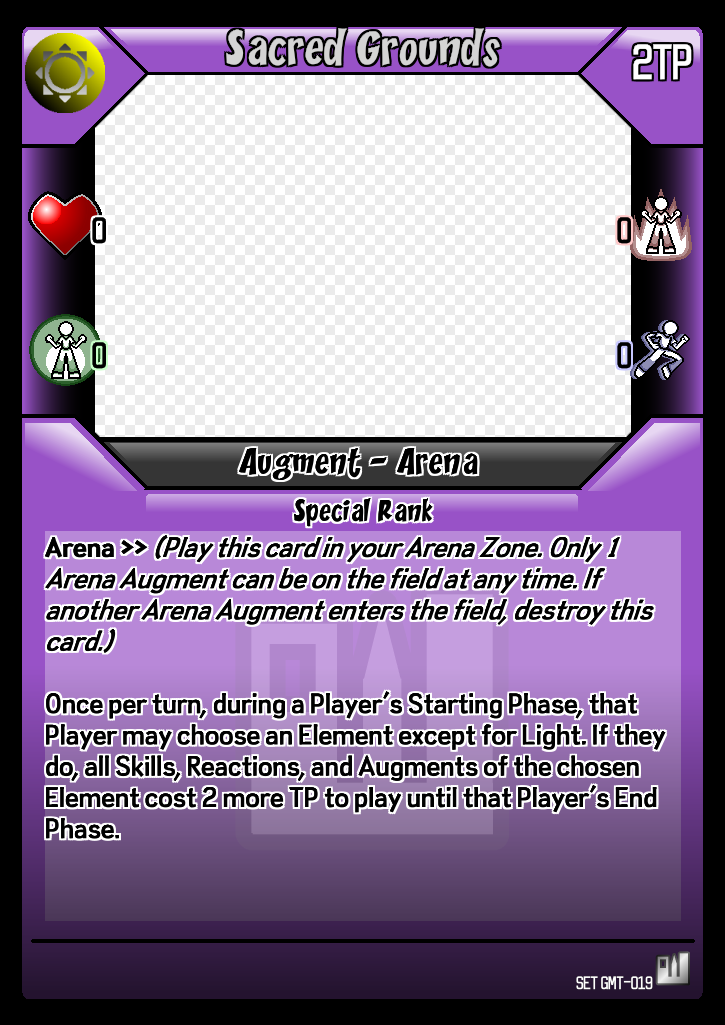 Sacred Grounds
2TP
0
0
0
0
Augment - Arena
Special Rank
Arena >> (Play this card in your Arena Zone. Only 1
Arena Augment can be on the field at any time. If
another Arena Augment enters the field, destroy this
card.)
Once per turn, during a Player's Starting Phase, that
Player may choose an Element except for Light. If they
do, all Skills, Reactions, and Augments of the chosen
Element cost 2 more TP to play until that Player's End
Phase.
SET GMT-019